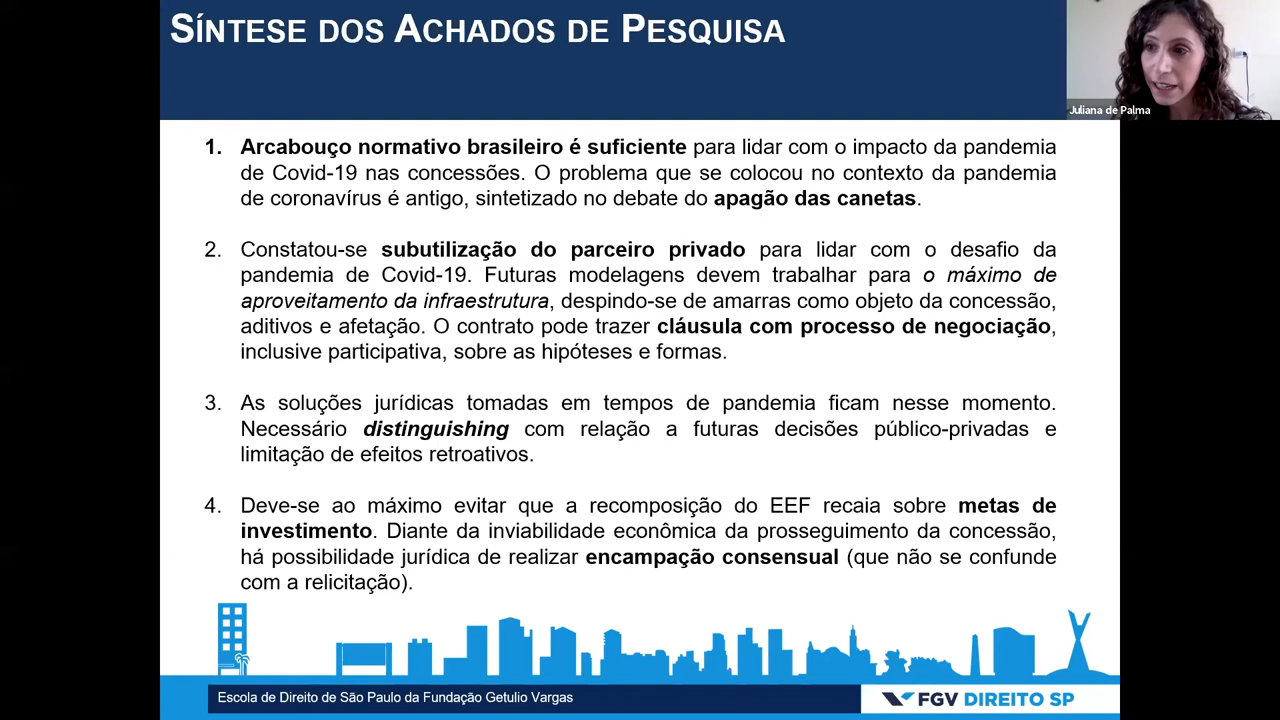 SÍNTESE DOS ACHADOS DE PESQUISA
Juliana de Palma
1. Arcabouço normativo brasileiro é suficiente para lidar com o impacto da pandemia
de Covid-19 nas concessões. O problema que se colocou no contexto da pandemia
de coronavírus é antigo, sintetizado no debate do apagão das canetas.
2. Constatou-se subutilização do parceiro privado para lidar com o desafio da
pandemia de Covid-19. Futuras modelagens devem trabalhar para o máximo de
aproveitamento da infraestrutura, despindo-se de amarras como objeto da concessão,
aditivos e afetação. O contrato pode trazer cláusula com processo de negociação,
inclusive participativa, sobre as hipóteses e formas.
3. As soluções jurídicas tomadas em tempos de pandemia ficam nesse momento.
Necessário distinguishing com relação a futuras decisões público-privadas e
limitação de efeitos retroativos.
4. Deve-se ao máximo evitar que a recomposição do EEF recaia sobre metas de
investimento. Diante da inviabilidade econômica da prosseguimento da concessão,
há possibilidade jurídica de realizar encampação consensual (que não se confunde
com a relicitação).
Escola de Direito de São Paulo da Fundação Getulio Vargas
FGV DIREITO SP